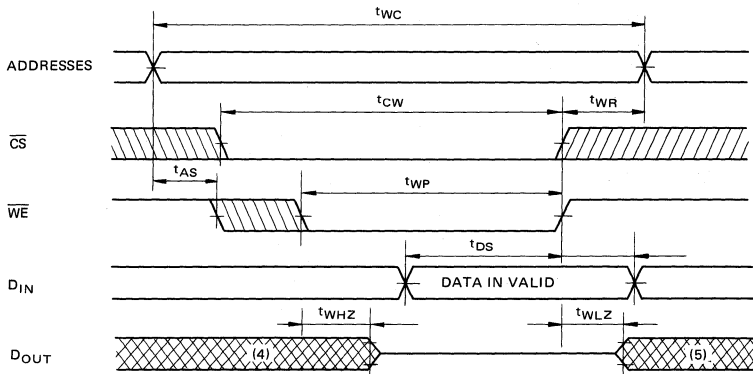 tWC
ADDRESSES
tCW
tWR
CS
tAS
tWP
WE
tDS
DIN
DATA IN VALID
tWHZ
tWLZ
DOUT
(4)
(5)